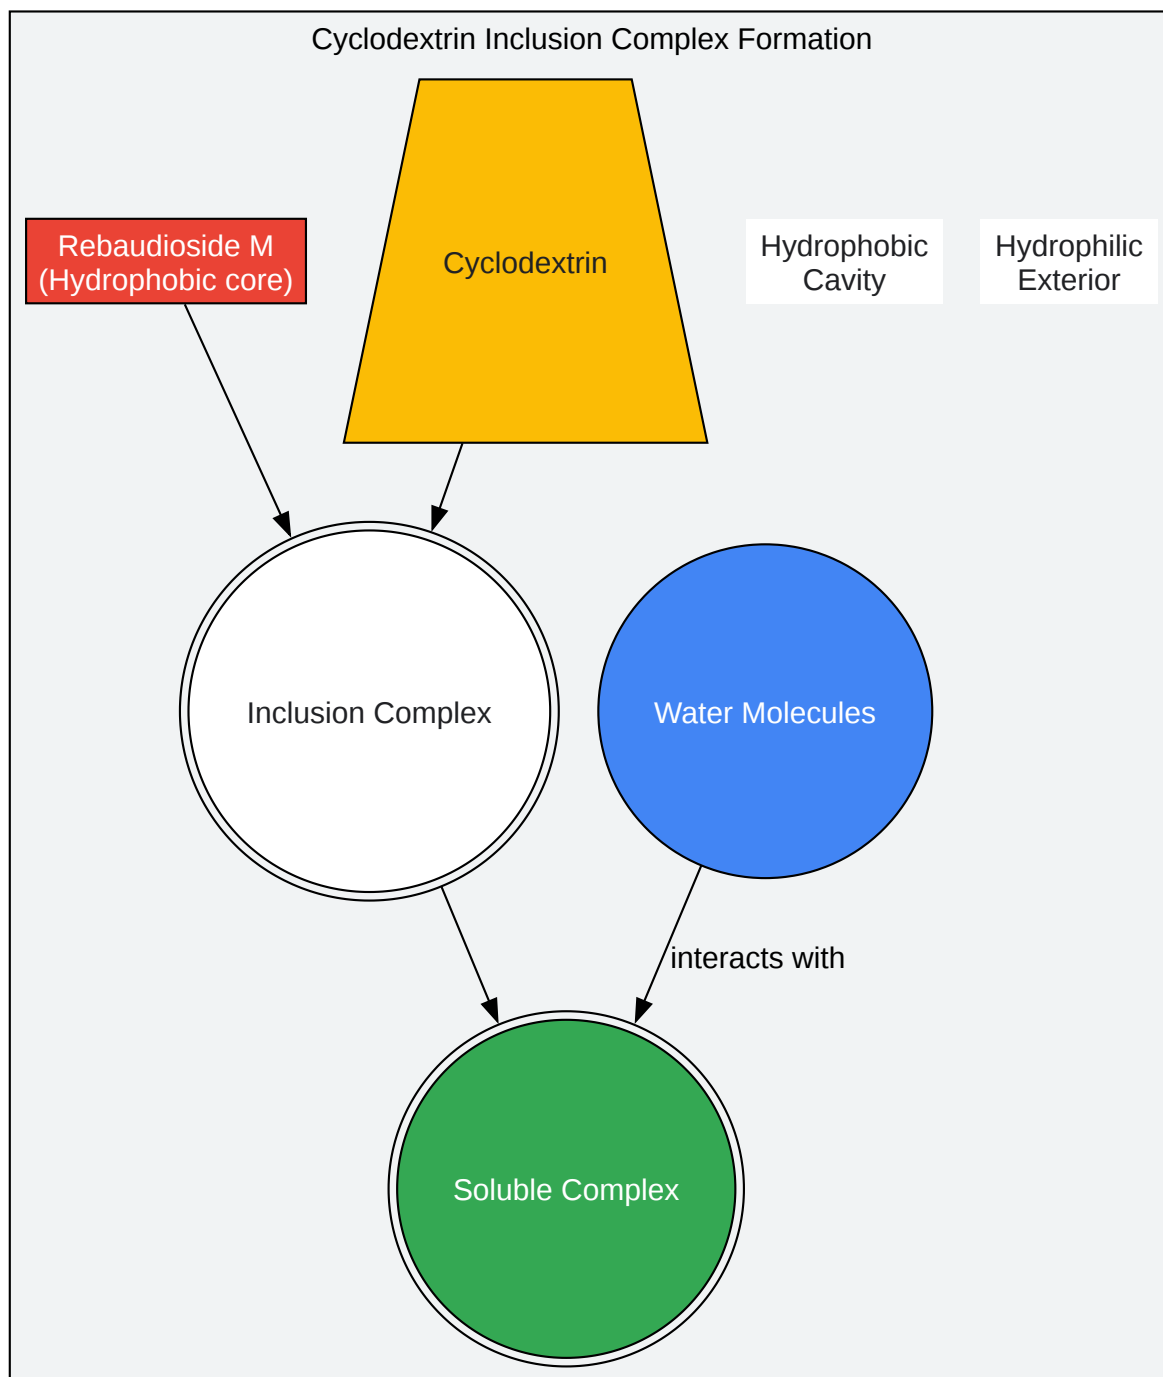 Cyclodextrin Inclusion Complex Formation
Rebaudioside M
(Hydrophobic core)
Cyclodextrin
Hydrophobic
Cavity
Hydrophilic
Exterior
Inclusion Complex
Water Molecules
interacts with
Soluble Complex